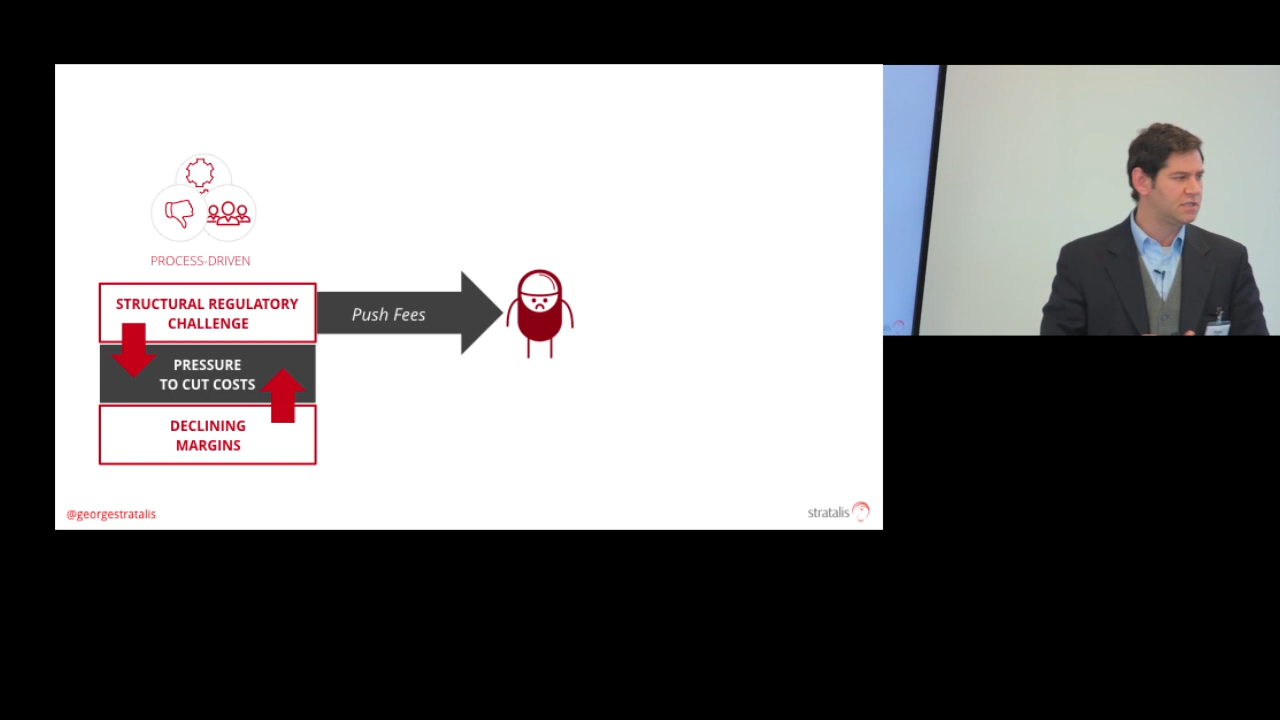 PROCESS-DRIVEN
STRUCTURAL REGULATORY
CHALLENGE
Push Fees
PRESSURE
TO CUT COSTS
DECLINING
MARGINS
@georgestratalis
stratalis